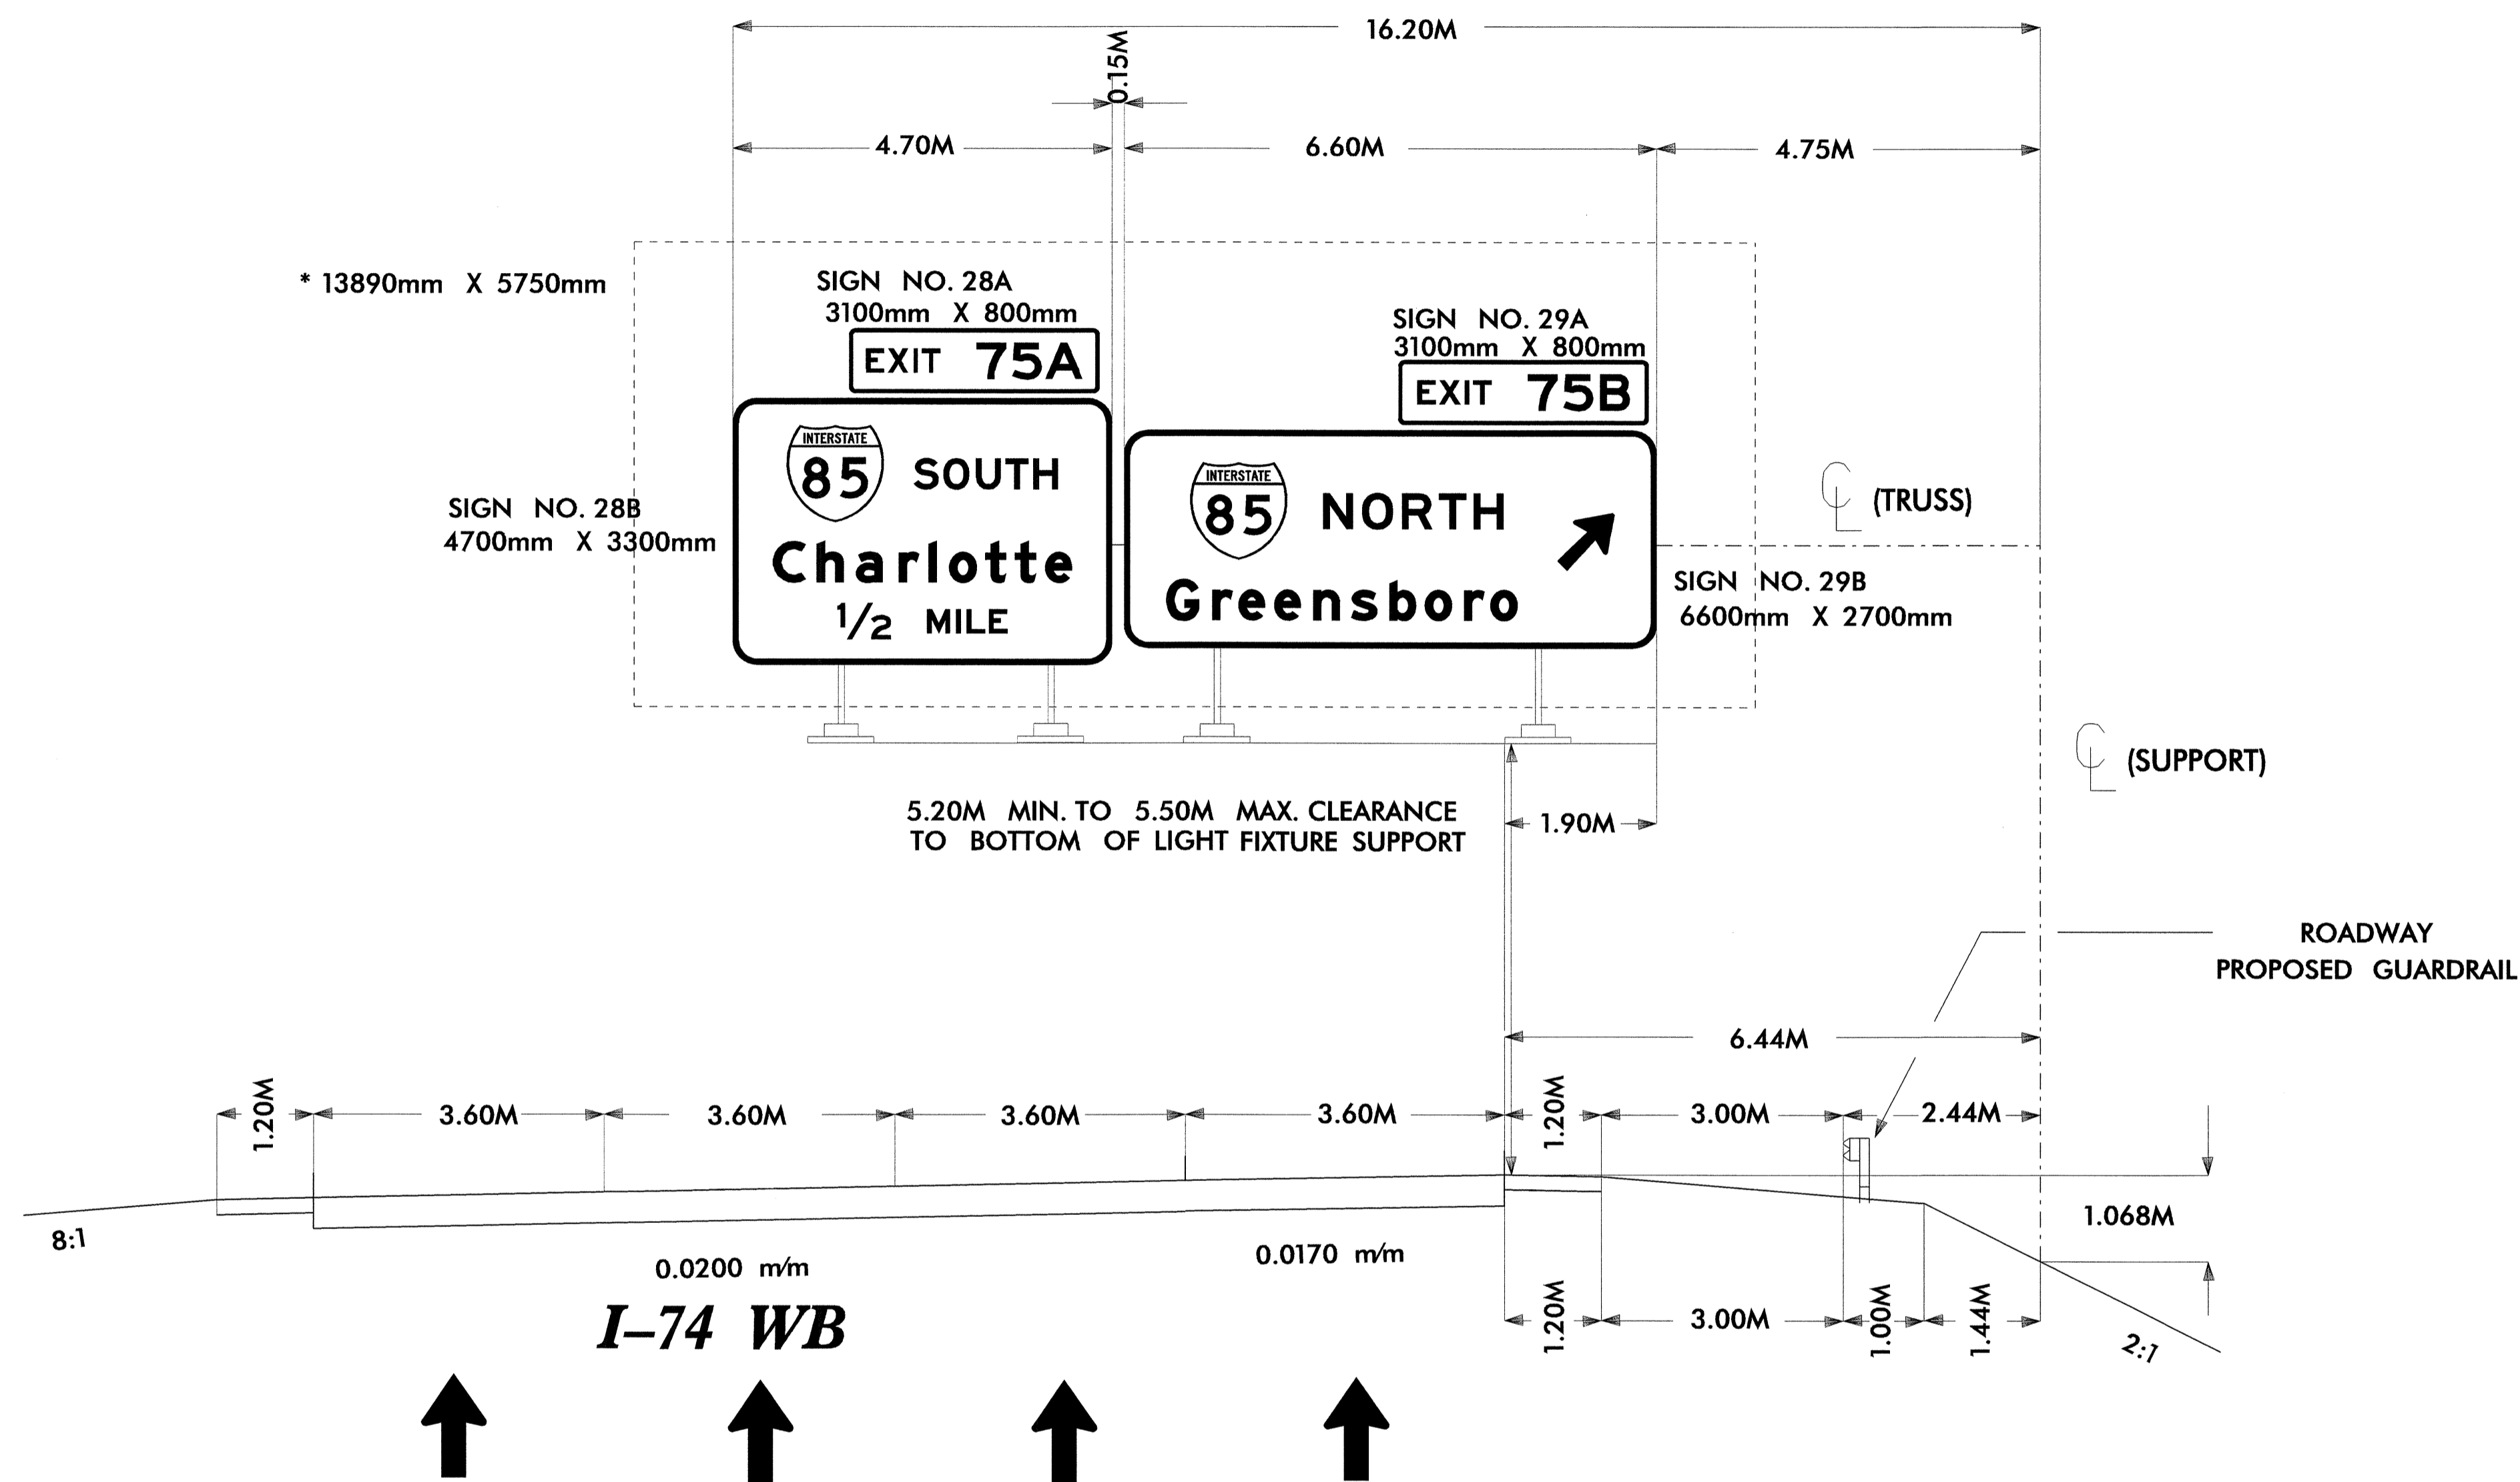 16.20M
0.15M
4.70M
6.60M
4.75M
* 13890mm X 5750mm
SIGN NO. 28A
3100mm X 800mm
EXIT 75A
SIGN NO. 29A
3100mm X 800mm
EXIT 75B
INTERSTATE
85 SOUTH
Charlotte
1/2 MILE
INTERSTATE
85 NORTH
Greensboro
SIGN NO. 28B
4700mm X 3300mm
CL (TRUSS)
SIGN NO. 29B
6600mm X 2700mm
CL (SUPPORT)
5.20M MIN. TO 5.50M MAX. CLEARANCE
TO BOTTOM OF LIGHT FIXTURE SUPPORT
1.90M
ROADWAY
PROPOSED GUARDRAIL
6.44M
1.20M
3.60M
3.60M
3.60M
3.60M
1.20M
3.00M
2.44M
8:1
1.068M
0.0200 m/m
0.0170 m/m
I–74 WB
1.20M
3.00M
1.00M
1.44M
2:1